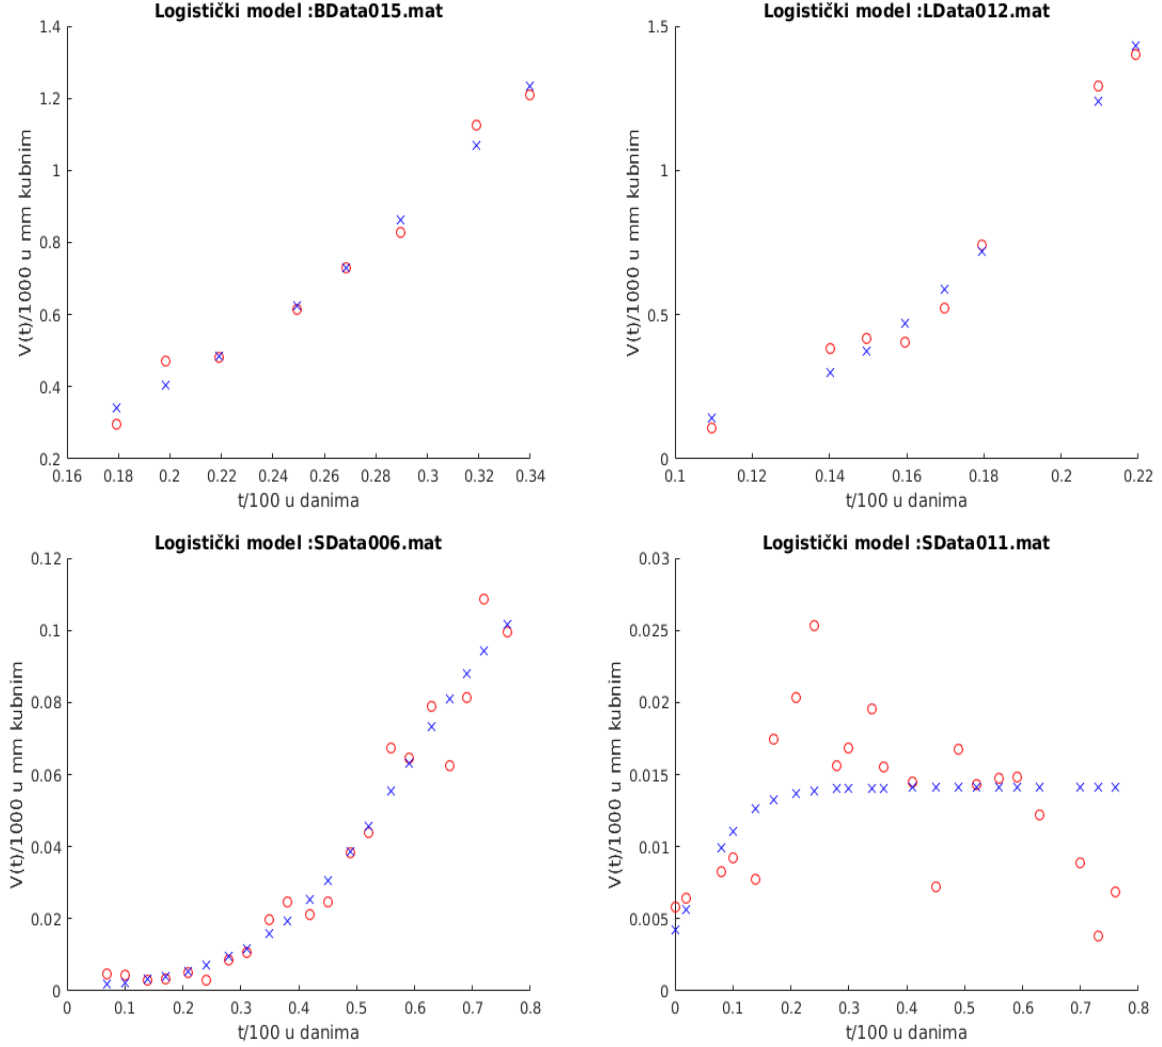 Logistički model :BData015.mat
1.4
1.2
1
0.8
0.6
0.4
0.2
V(t)/1000 u mm kubnim
0.16 0.18 0.2 0.22 0.24 0.26 0.28 0.3 0.32 0.34
t/100 u danima
Logistički model :LData012.mat
1.5
1
0.5
0
V(t)/1000 u mm kubnim
0.1 0.12 0.14 0.16 0.18 0.2 0.22
t/100 u danima
Logistički model :SData006.mat
0.12
0.1
0.08
0.06
0.04
0.02
0
V(t)/1000 u mm kubnim
0 0.1 0.2 0.3 0.4 0.5 0.6 0.7 0.8
t/100 u danima
Logistički model :SData011.mat
0.03
0.025
0.02
0.015
0.01
0.005
0
V(t)/1000 u mm kubnim
0 0.1 0.2 0.3 0.4 0.5 0.6 0.7 0.8
t/100 u danima